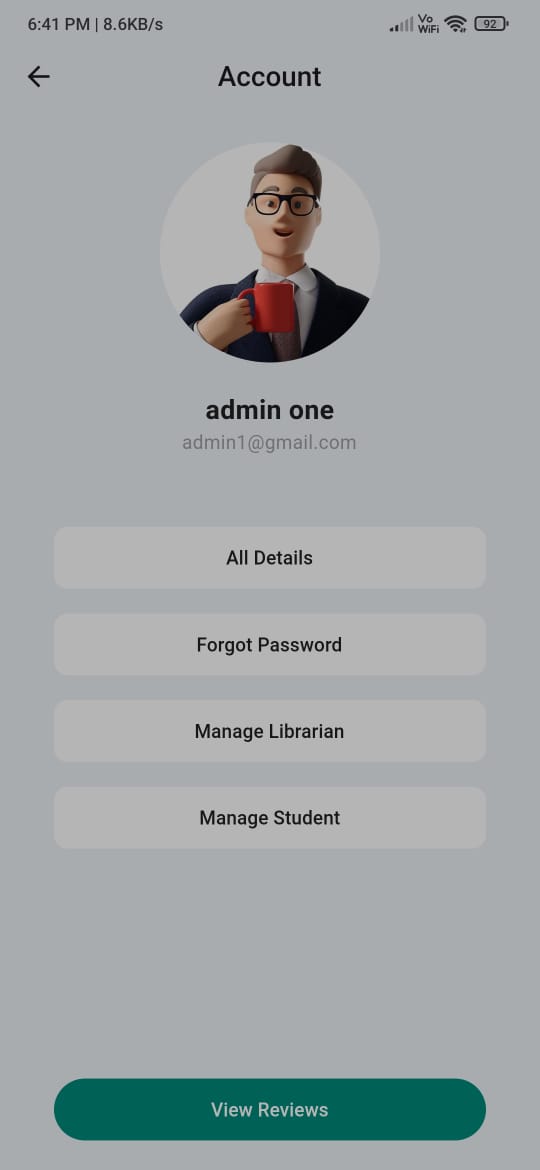 6:41 PM | 8.6KB/s
Vo
WiFi
92
Account
admin one
admin1@gmail.com
All Details
Forgot Password
Manage Librarian
Manage Student
View Reviews